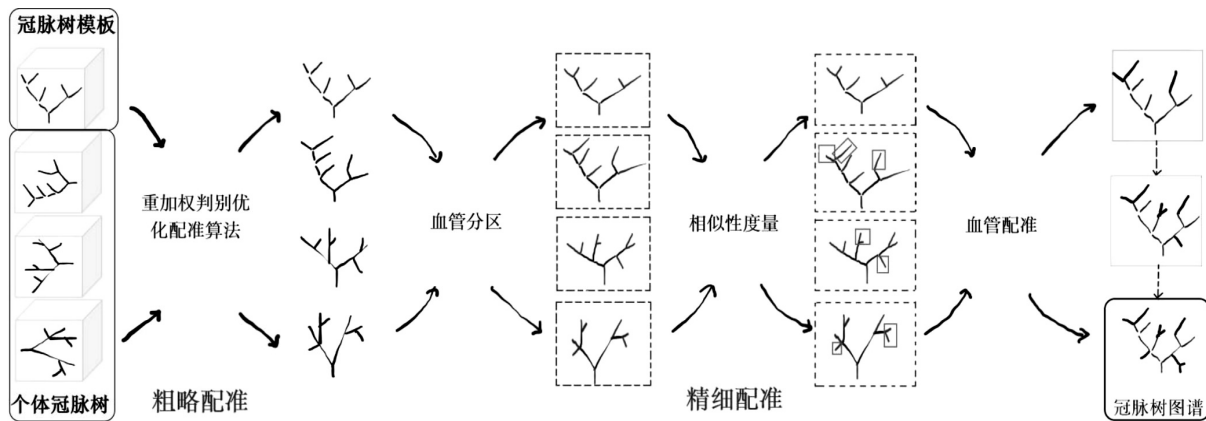 冠脉树模板
重加权判别优
化配准算法
血管分区
相似性度量
血管配准
个体冠脉树
粗略配准
精细配准
冠脉树图谱